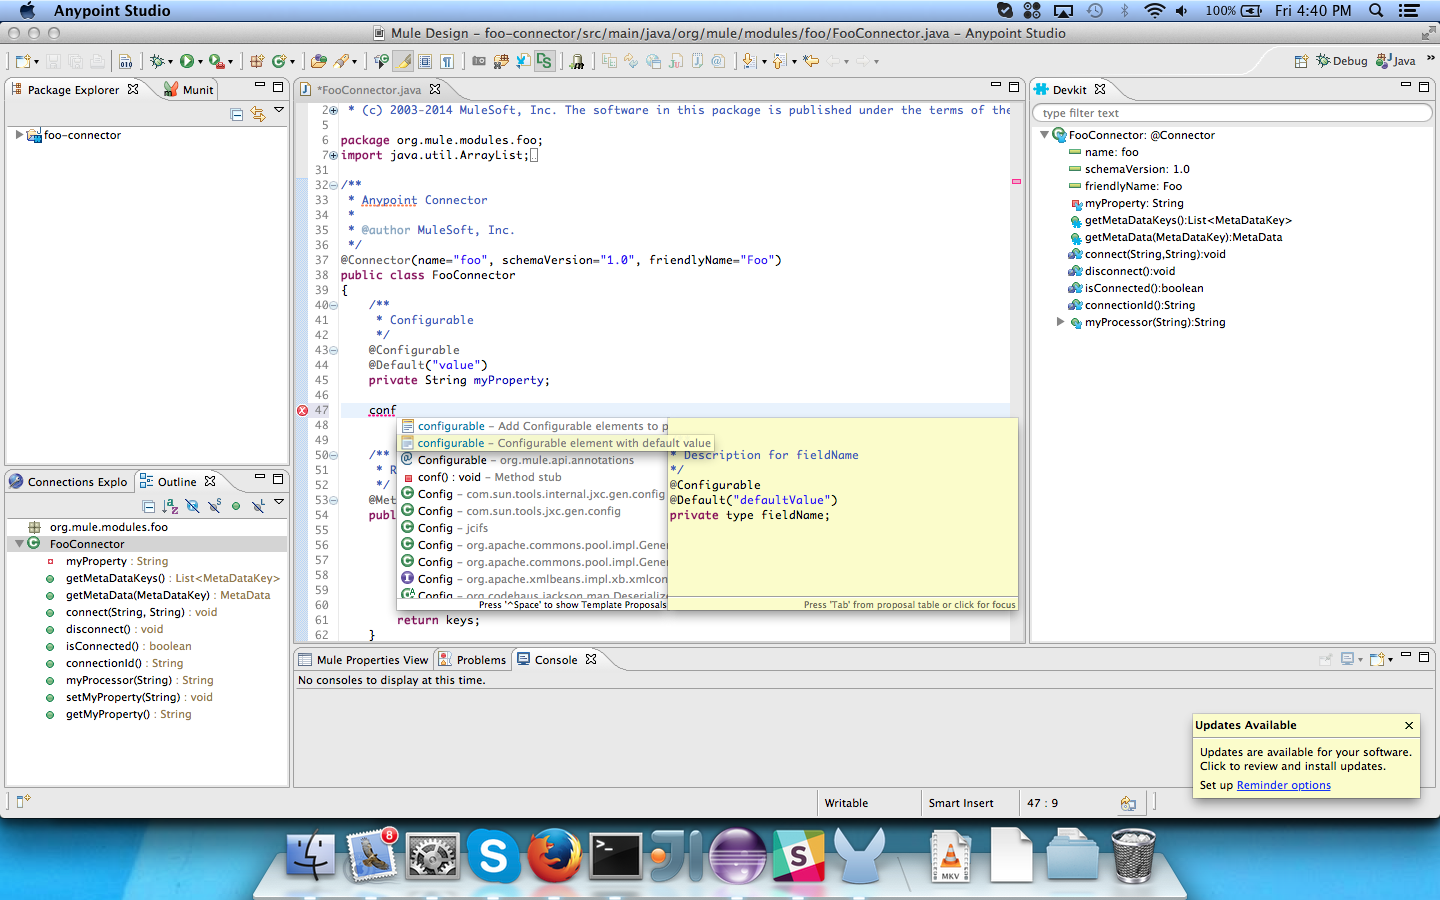 Anypoint Studio
100%
Fri 4:40 PM
Mule Design – foo-connector/src/main/java/org/mule/modules/foo/FooConnector.java – Anypoint Studio
Debug
Java
Package Explorer
Munit
foo-connector
*FooConnector.java
2 * (c) 2003-2014 MuleSoft, Inc. The software in this package is published under the terms of the
5
6 package org.mule.modules.foo;
7 import java.util.ArrayList;
31
32 /**
33 * Anypoint Connector
34 *
35 * @author MuleSoft, Inc.
36 */
37 @Connector(name="foo", schemaVersion="1.0", friendlyName="Foo")
38 public class FooConnector
39 {
40 /**
41 * Configurable
42 */
43 @Configurable
44 @Default("value")
45 private String myProperty;
46
47 conf
48
49
50 /**
51 * R
52 */
53 @Met
54 publ
55
56
57
58
59
60
61 return keys;
62 }
configurable – Add Configurable elements to p
configurable – Configurable element with default value
Configurable – org.mule.api.annotations
conf() : void – Method stub
Config – com.sun.tools.internal.jxc.gen.config
Config – com.sun.tools.jxc.gen.config
Config – jcifs
Config – org.apache.commons.pool.impl.Gener
Config – org.apache.commons.pool.impl.Gener
Config – org.apache.xmlbeans.impl.xb.xmlcon
Config – org.codehaus.jackson.map.Deserialize
Press '^Space' to show Template Proposals
* Description for fieldName
*/
@Configurable
@Default("defaultValue")
private type fieldName;
Press 'Tab' from proposal table or click for focus
Devkit
type filter text
FooConnector: @Connector
name: foo
schemaVersion: 1.0
friendlyName: Foo
myProperty: String
getMetaDataKeys():List<MetaDataKey>
getMetaData(MetaDataKey):MetaData
connect(String,String):void
disconnect():void
isConnected():boolean
connectionId():String
myProcessor(String):String
Connections Explo
Outline
org.mule.modules.foo
FooConnector
myProperty : String
getMetaDataKeys() : List<MetaDataKey>
getMetaData(MetaDataKey) : MetaData
connect(String, String) : void
disconnect() : void
isConnected() : boolean
connectionId() : String
myProcessor(String) : String
setMyProperty(String) : void
getMyProperty() : String
Mule Properties View
Problems
Console
No consoles to display at this time.
Updates Available
Updates are available for your software.
Click to review and install updates.
Set up Reminder options
Writable
Smart Insert
47 : 9
8
MKV